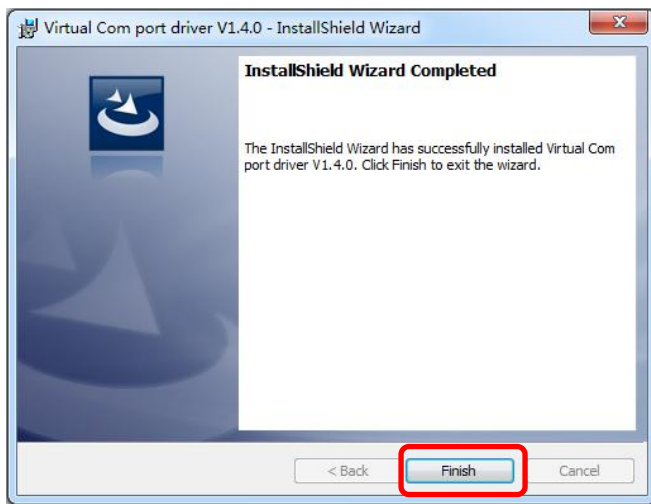 Virtual Com port driver V1.4.0 - InstallShield Wizard
InstallShield Wizard Completed
The InstallShield Wizard has successfully installed Virtual Com
port driver V1.4.0. Click Finish to exit the wizard.
< Back Finish Cancel